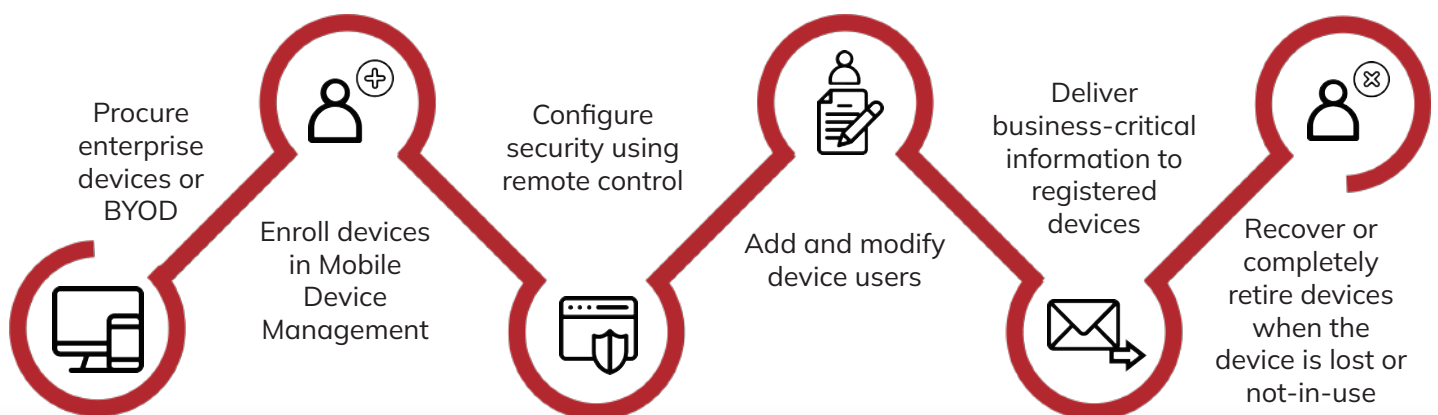 Procure
enterprise
devices or
BYOD
Enroll devices
in Mobile
Device
Management
Configure
security using
remote control
Add and modify
device users
Deliver
business-critical
information to
registered
devices
Recover or
completely
retire devices
when the
device is lost or
not-in-use